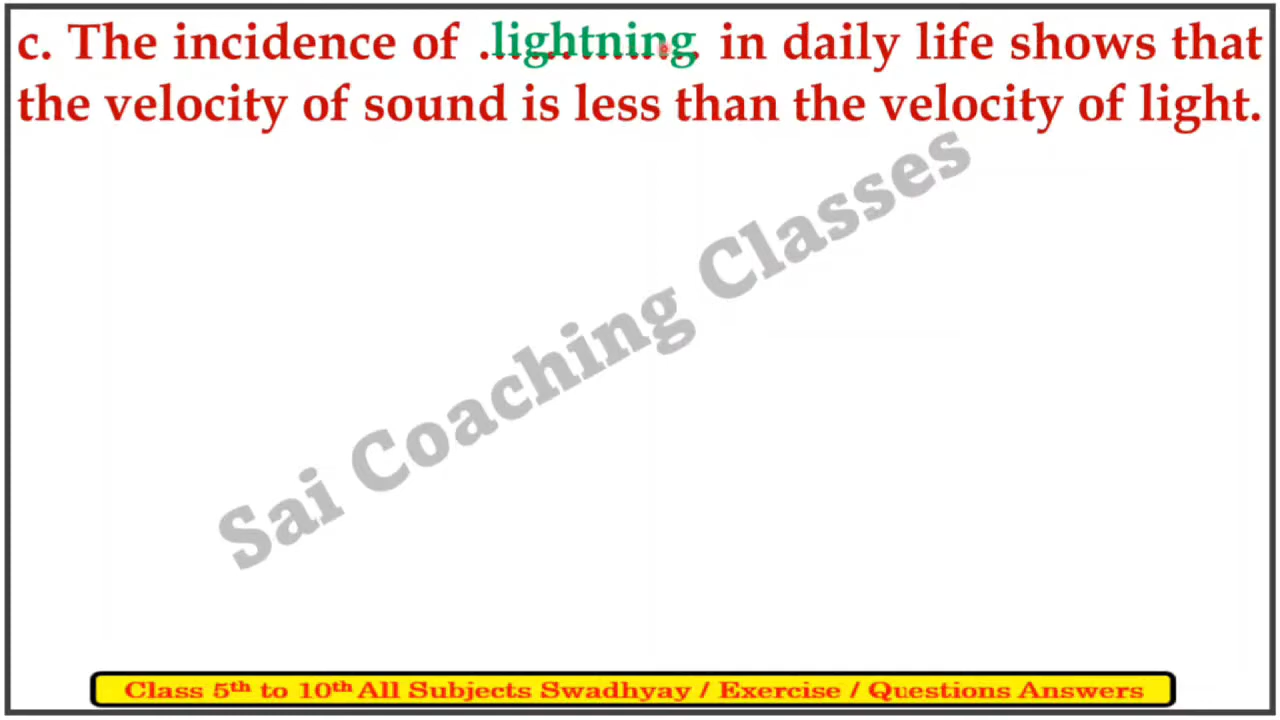 c. The incidence of ..lightning.. in daily life shows that
the velocity of sound is less than the velocity of light.
Sai Coaching Classes
Class 5th to 10th All Subjects Swadhyay / Exercise / Questions Answers